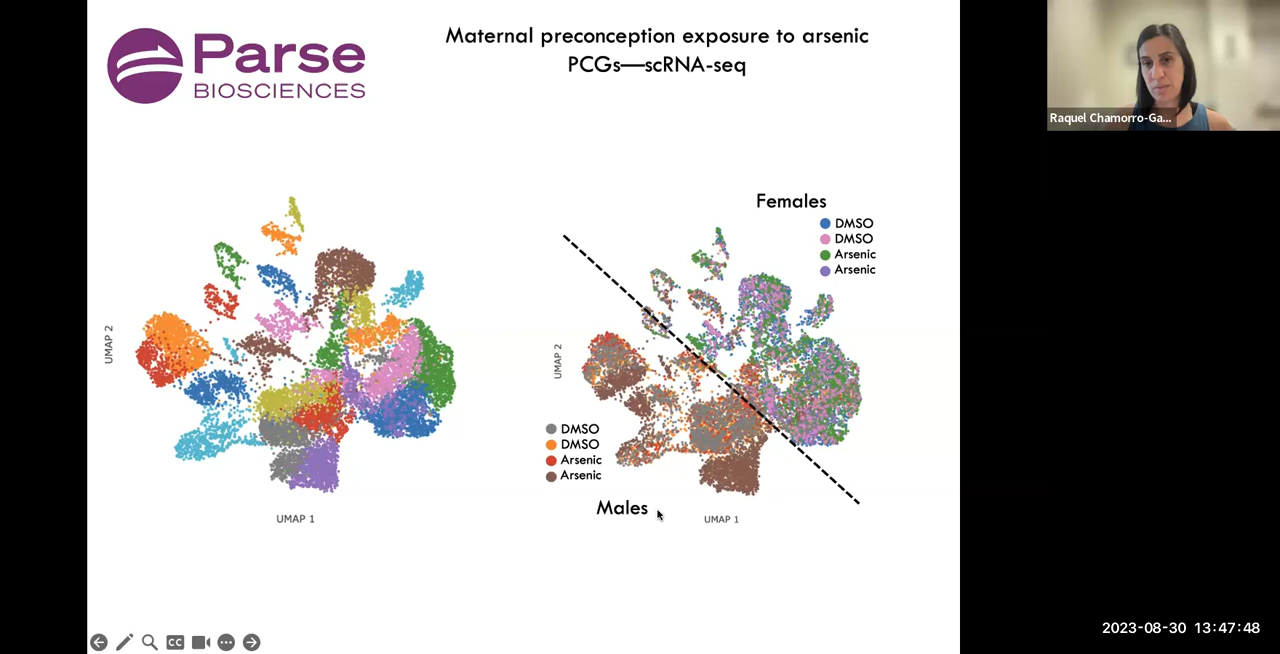 Parse
BIOSCIENCES
Maternal preconception exposure to arsenic
PCGs—scRNA-seq
Raquel Chamorro-Ga...
UMAP 2
UMAP 1
Females
DMSO
DMSO
Arsenic
Arsenic
UMAP 2
DMSO
DMSO
Arsenic
Arsenic
Males
UMAP 1
CC
2023-08-30 13:47:48